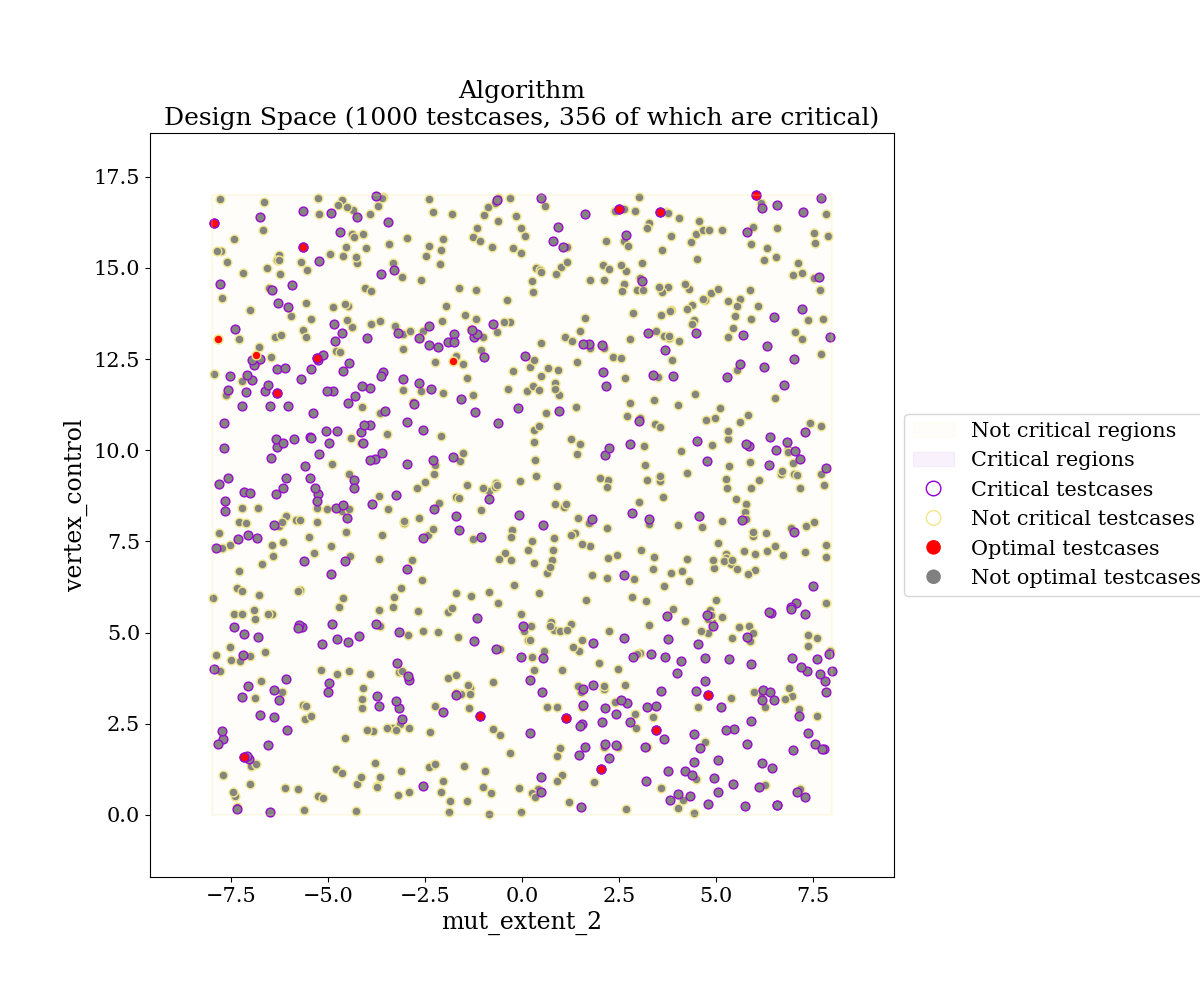 Algorithm
Design Space (1000 testcases, 356 of which are critical)
17.5
15.0
12.5
10.0
7.5
5.0
2.5
0.0
vertex_control
−7.5
−5.0
−2.5
0.0
2.5
5.0
7.5
mut_extent_2
Not critical regions
Critical regions
Critical testcases
Not critical testcases
Optimal testcases
Not optimal testcases